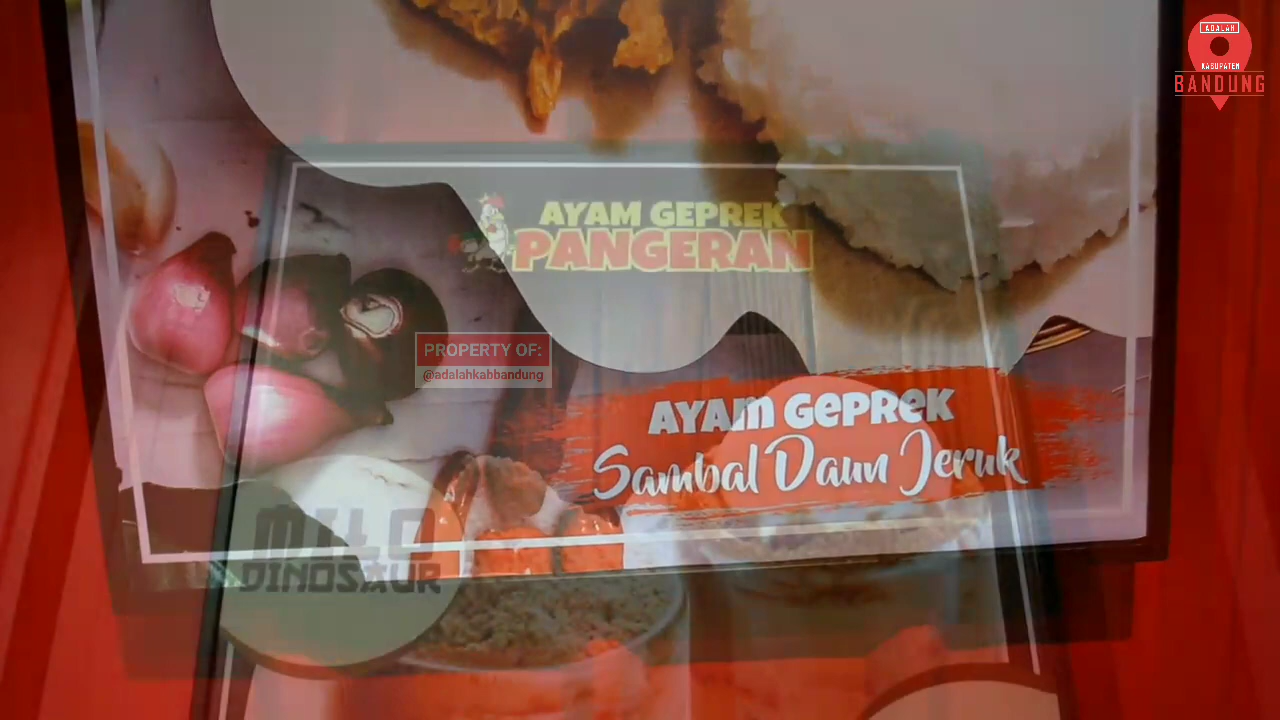 ADALAH
KABUPATEN
BANDUNG
AYAM GEPREK
PANGERAN
PROPERTY OF:
@adalahkabbandung
AYAm GePReK
Sambal Daun Jeruk
MILO
DINOSAUR